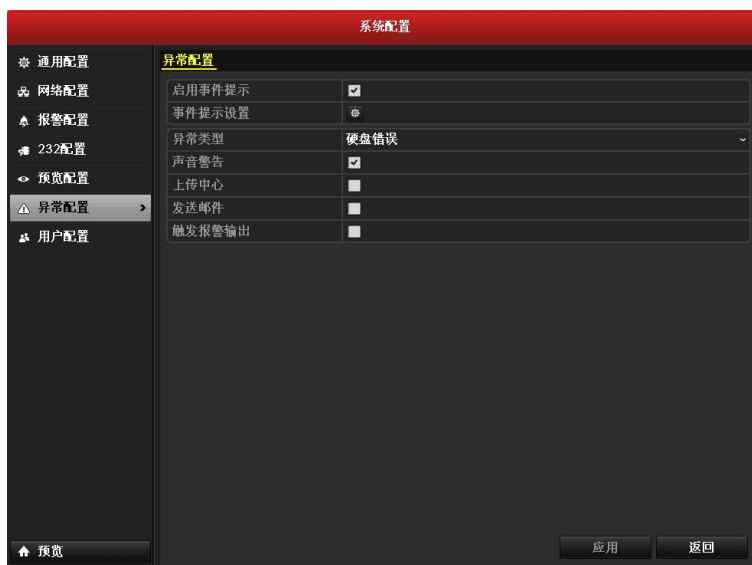 系统配置
通用配置
网络配置
报警配置
232配置
预览配置
异常配置
用户配置
预览
异常配置
启用事件提示
事件提示设置
异常类型 硬盘错误
声音警告
上传中心
发送邮件
触发报警输出
应用 返回